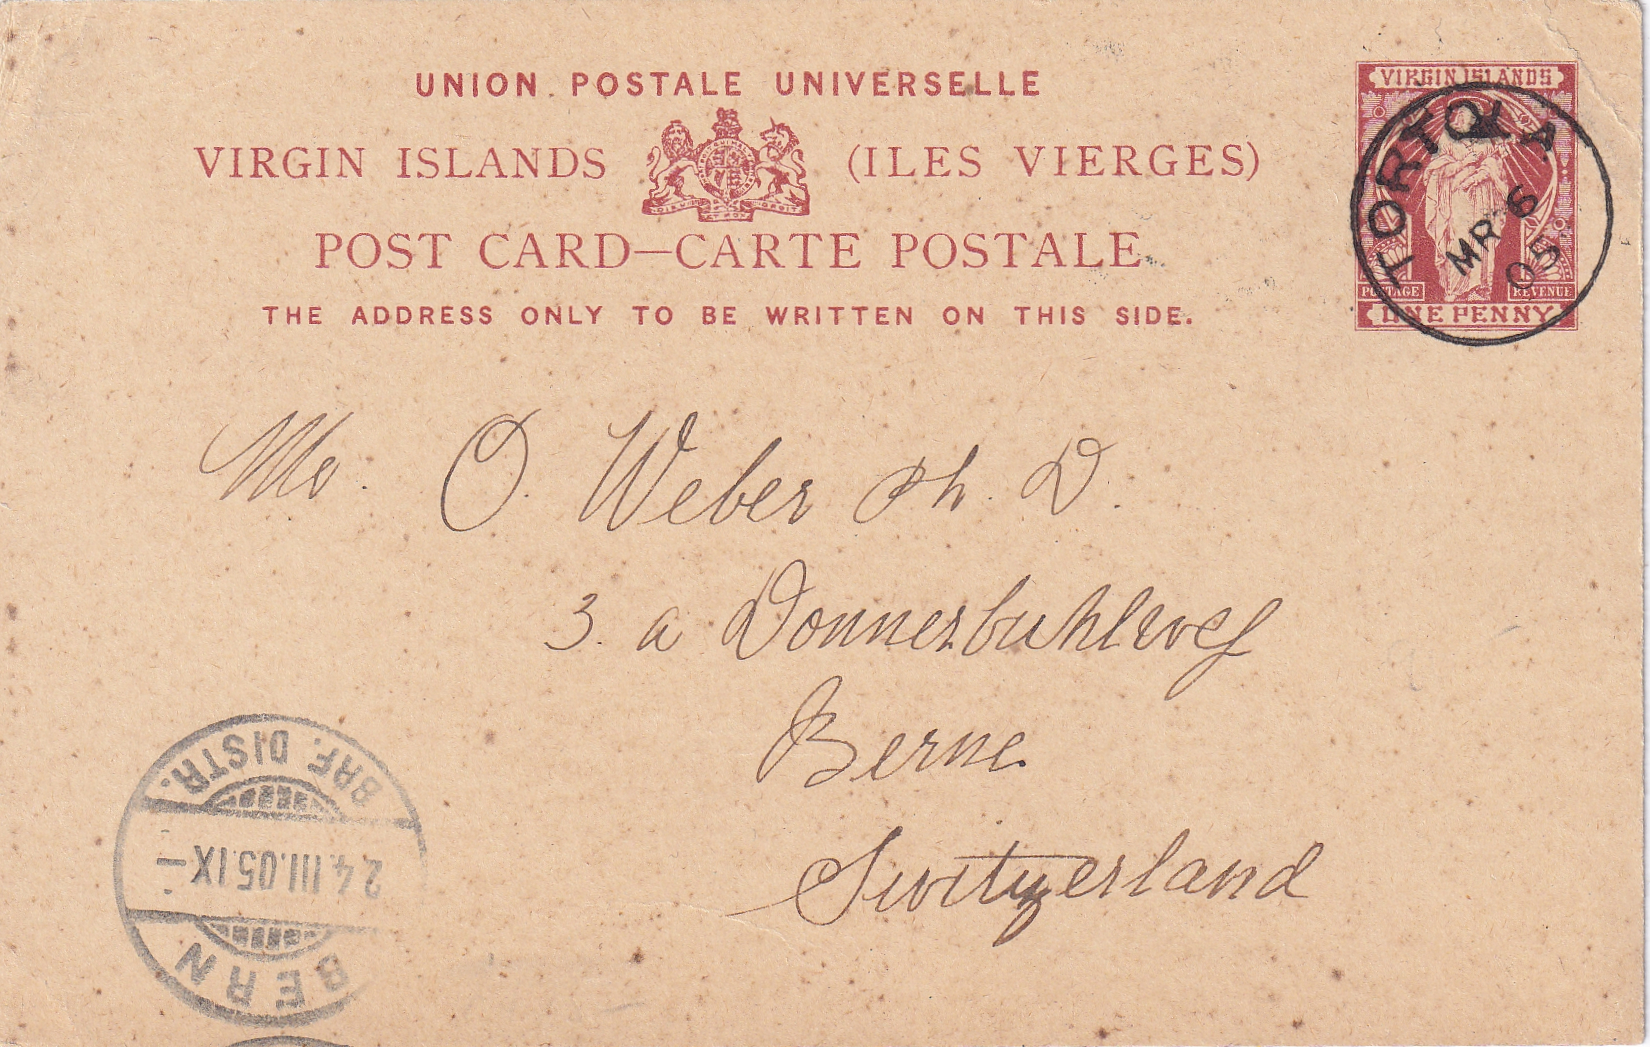 UNION POSTALE UNIVERSELLE
VIRGIN ISLANDS (ILES VIERGES)
POST CARD—CARTE POSTALE.
THE ADDRESS ONLY TO BE WRITTEN ON THIS SIDE.
VIRGIN ISLANDS
POSTAGE REVENUE
ONE PENNY
TORTOLA
MR 6
05
O. Weber Ph. D.
3. a Donnerbuhlweg
Berne
Switzerland
BRF. DISTR.
24.III.05.IX–
BERN